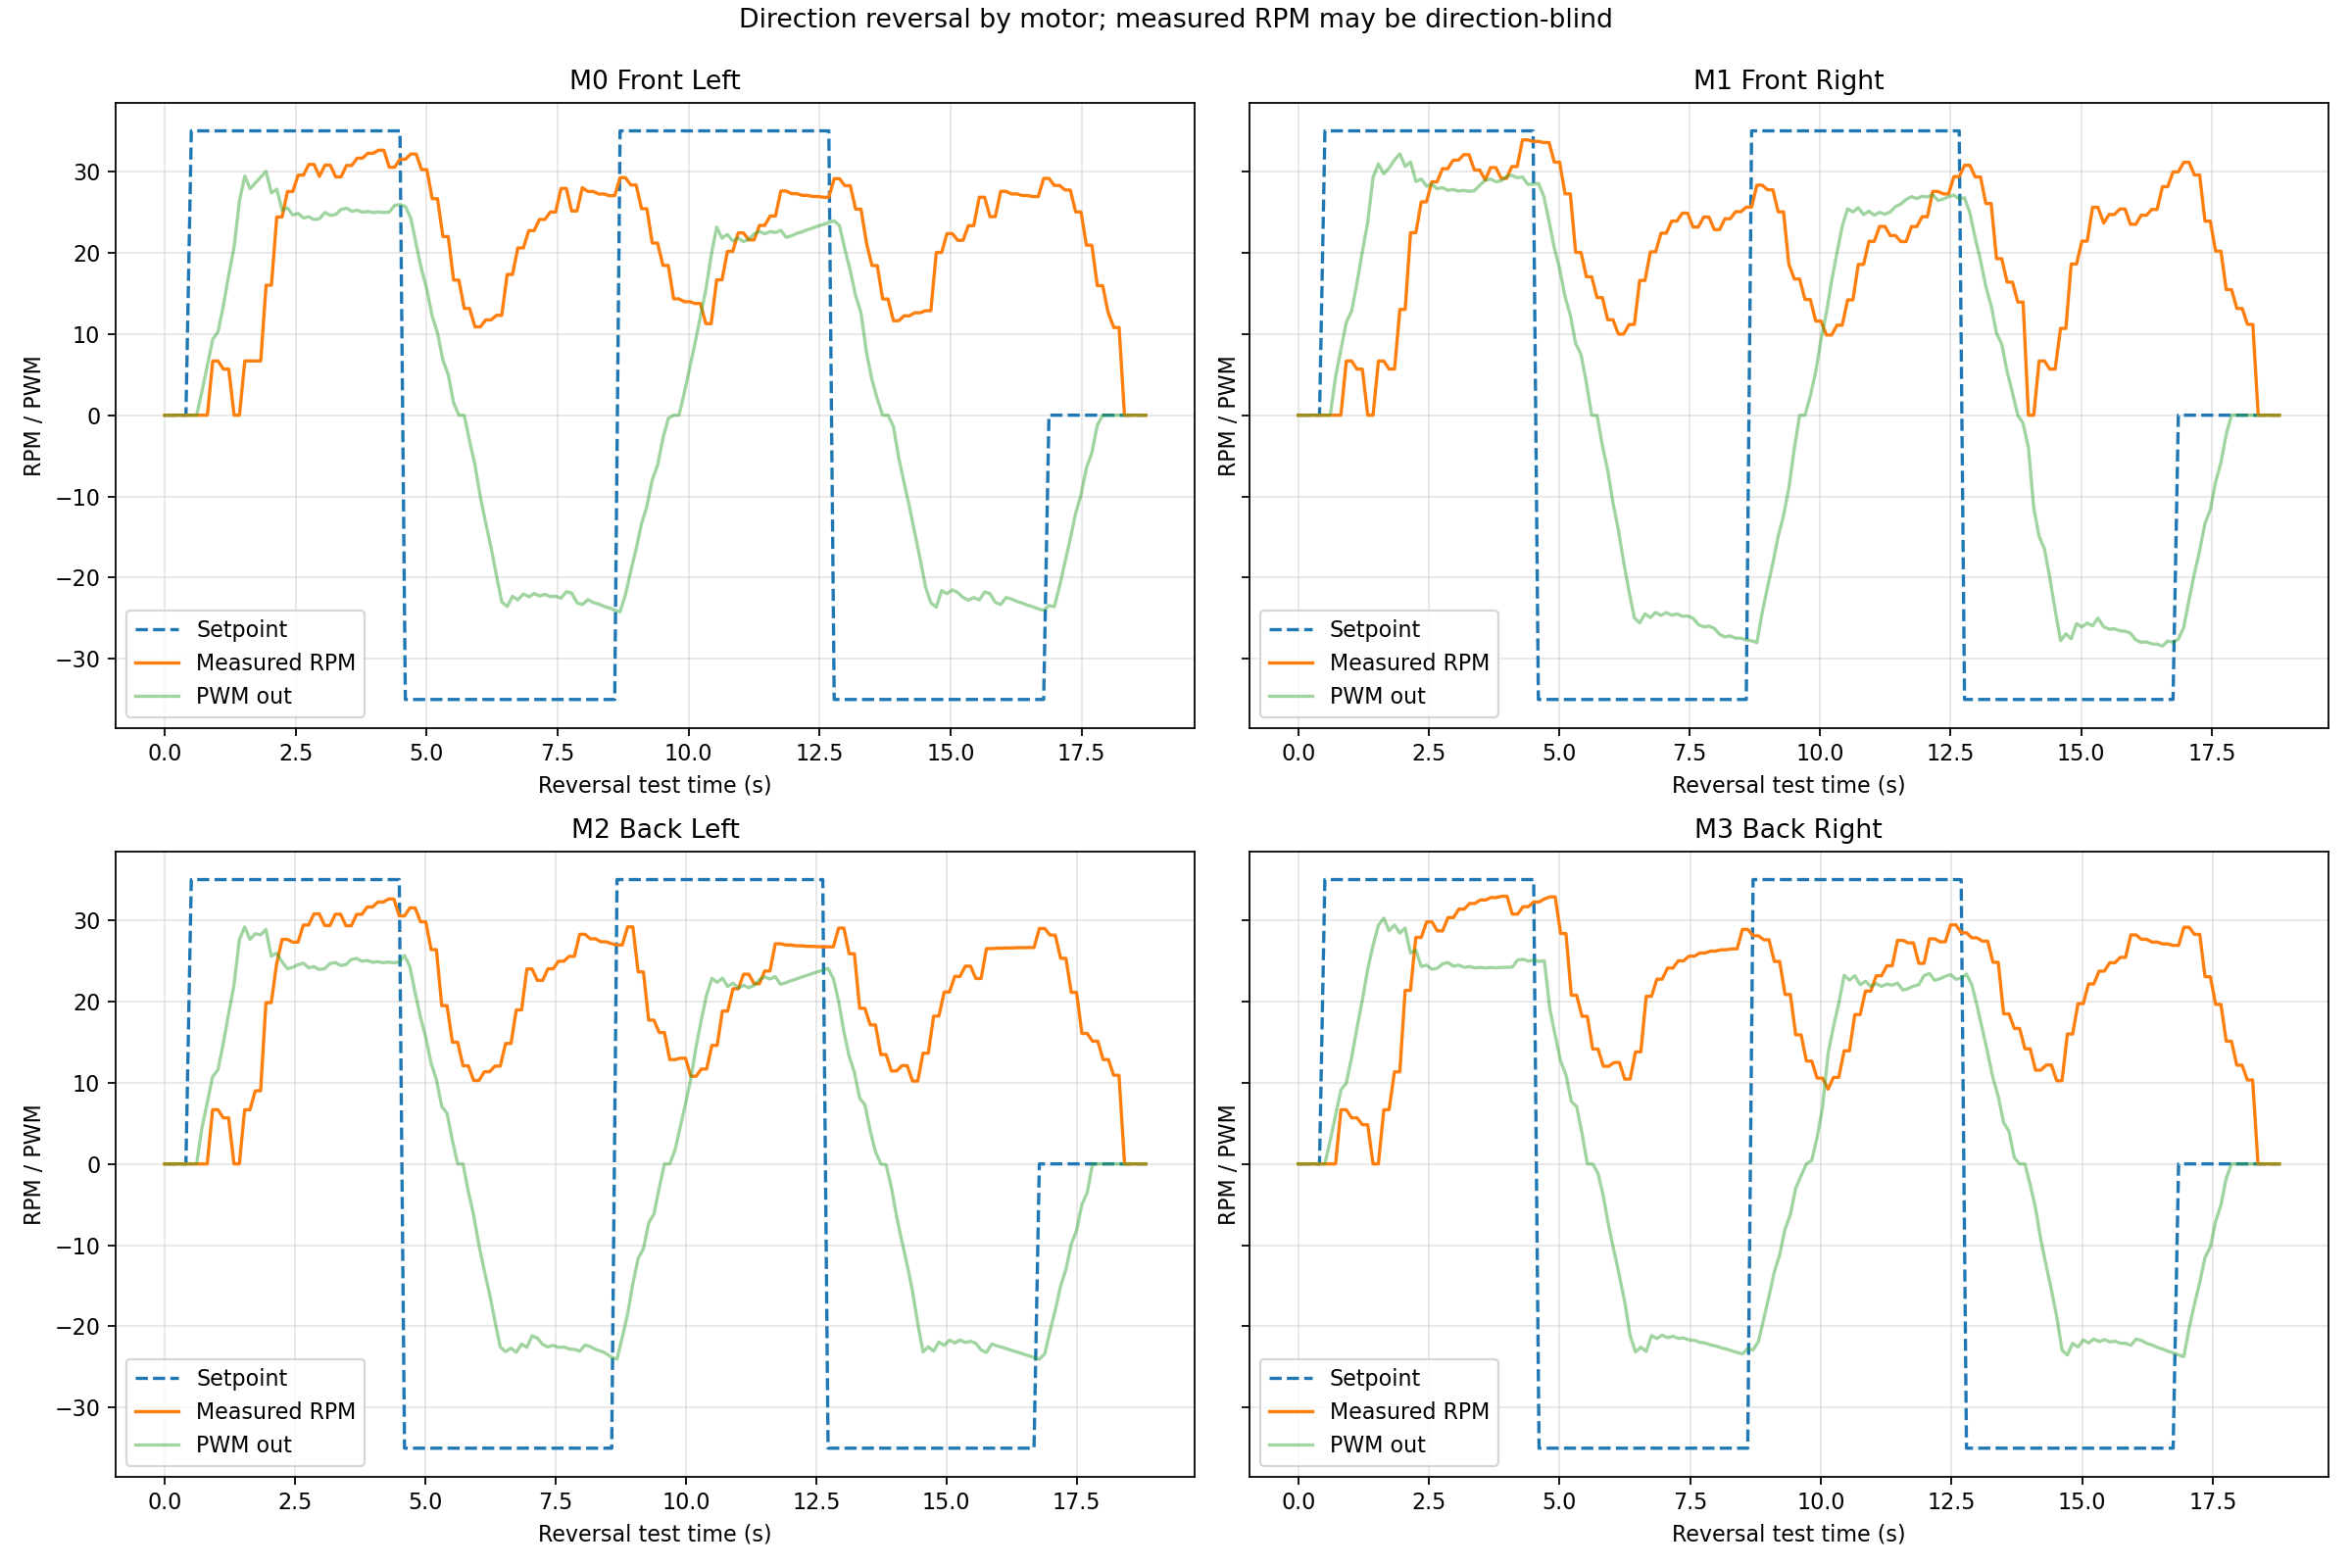 Direction reversal by motor; measured RPM may be direction-blind
M0 Front Left
RPM / PWM
30
20
10
0
−10
−20
−30
Setpoint
Measured RPM
PWM out
0.0 2.5 5.0 7.5 10.0 12.5 15.0 17.5
Reversal test time (s)
M1 Front Right
RPM / PWM
Setpoint
Measured RPM
PWM out
0.0 2.5 5.0 7.5 10.0 12.5 15.0 17.5
Reversal test time (s)
M2 Back Left
RPM / PWM
30
20
10
0
−10
−20
−30
Setpoint
Measured RPM
PWM out
0.0 2.5 5.0 7.5 10.0 12.5 15.0 17.5
Reversal test time (s)
M3 Back Right
RPM / PWM
Setpoint
Measured RPM
PWM out
0.0 2.5 5.0 7.5 10.0 12.5 15.0 17.5
Reversal test time (s)